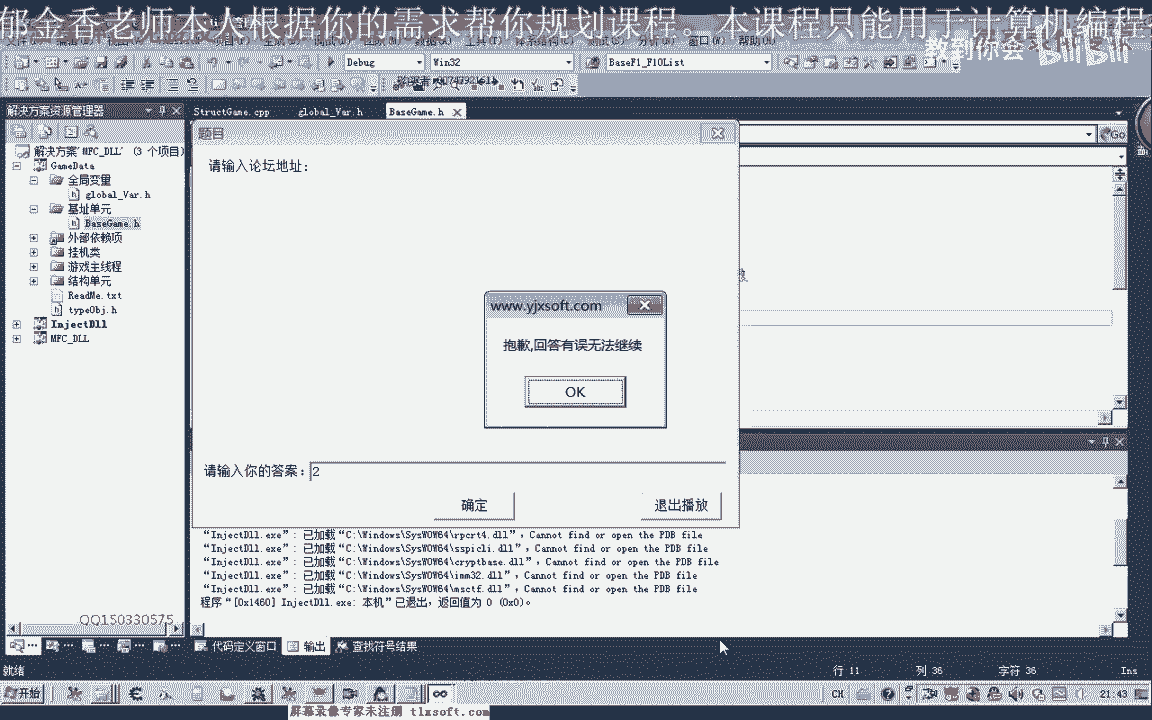 郁金香老师本人根据你的需求帮你规划课程 本课程只能用于计算机编程
教到你会
bilibili
Debug
Win32
BaseF1_F10List
解决方案资源管理器
StructGame.cpp
global_Var.h
BaseGame.h
Go
题目
请输入论坛地址:
解决方案'MFC_DLL' (3 个项目)
GameData
全局变量
global_Var.h
基址单元
BaseGame.h
外部依赖项
挂机类
游戏主线程
结构单元
ReadMe.txt
typeObj.h
InjectDll
MFC_DLL
www.yjxsoft.com
抱歉,回答有误无法继续
OK
请输入你的答案: 2
确定
退出播放
“InjectDll.exe”: 已加载“C:\Windows\SysWOW64\rpcrt4.dll”，Cannot find or open the PDB file
“InjectDll.exe”: 已加载“C:\Windows\SysWOW64\sspicli.dll”，Cannot find or open the PDB file
“InjectDll.exe”: 已加载“C:\Windows\SysWOW64\cryptbase.dll”，Cannot find or open the PDB file
“InjectDll.exe”: 已加载“C:\Windows\SysWOW64\imm32.dll”，Cannot find or open the PDB file
“InjectDll.exe”: 已加载“C:\Windows\SysWOW64\msctf.dll”，Cannot find or open the PDB file
程序“[0x1460] InjectDll.exe: 本机”已退出，返回值为 0 (0x0)。
QQ150330575
代码定义窗口
输出
查找符号结果
就绪
行 11
列 36
字符 36
Ins
开始
CH
21:43
屏幕录像专家未注册 tlxsoft.com